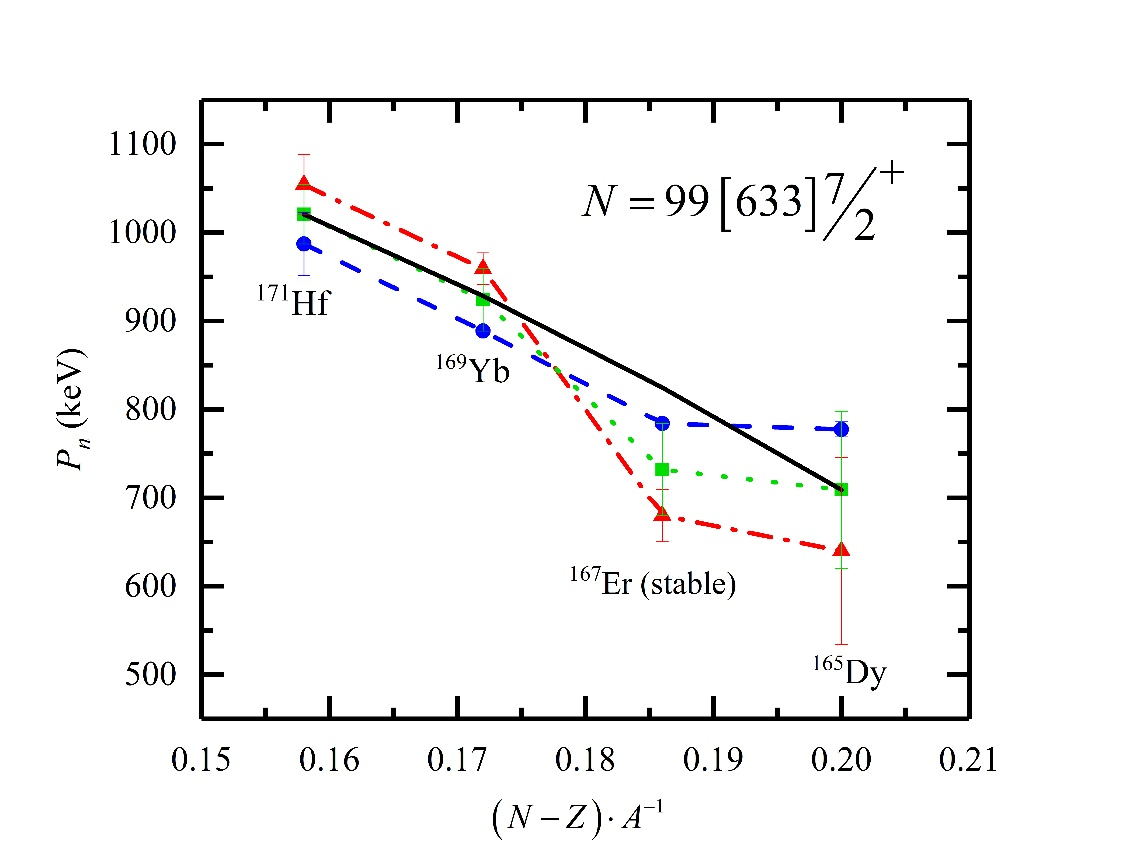 1100
1000
900
800
700
600
500
P_n (keV)
N = 99 [633] 7/2⁺
¹⁷¹Hf
¹⁶⁹Yb
¹⁶⁷Er (stable)
¹⁶⁵Dy
0.15 0.16 0.17 0.18 0.19 0.20 0.21
(N − Z) · A⁻¹